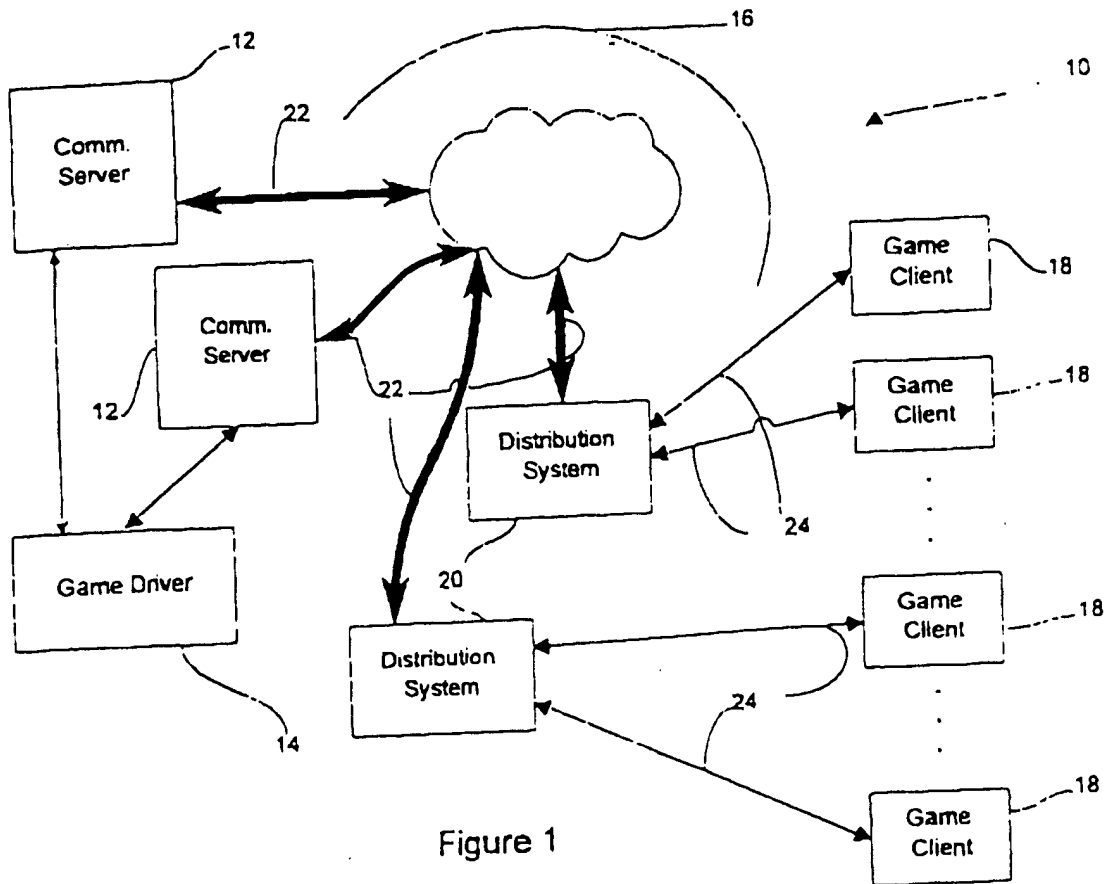 16
12
10
22
Comm.
Server
Game
Client
18
Comm.
Server
12
22
Game
Client
18
Distribution
System
22
24
Game Driver
20
Game
Client
18
Distribution
System
24
14
18
Game
Client
Figure 1